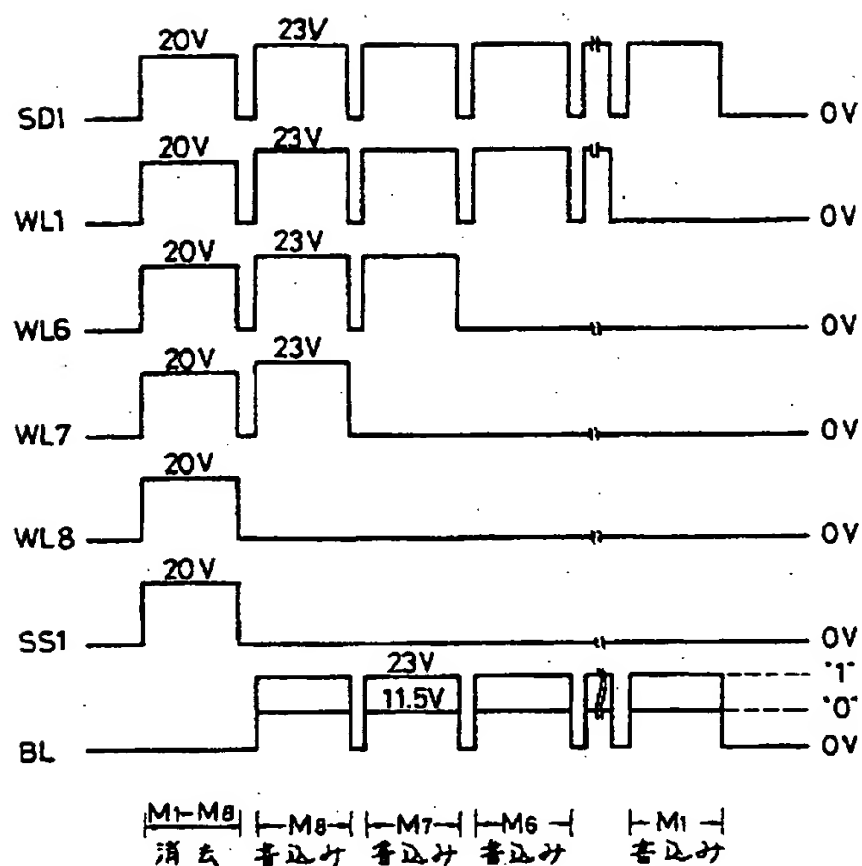 20V 23V
SD1 0V
20V 23V
WL1 0V
20V 23V
WL6 0V
20V 23V
WL7 0V
20V
WL8 0V
20V
SS1 0V
23V "1"
11.5V "0"
BL 0V
M1-M8 M8 M7 M6 M1
消去 書込み 書込み 書込み 書込み